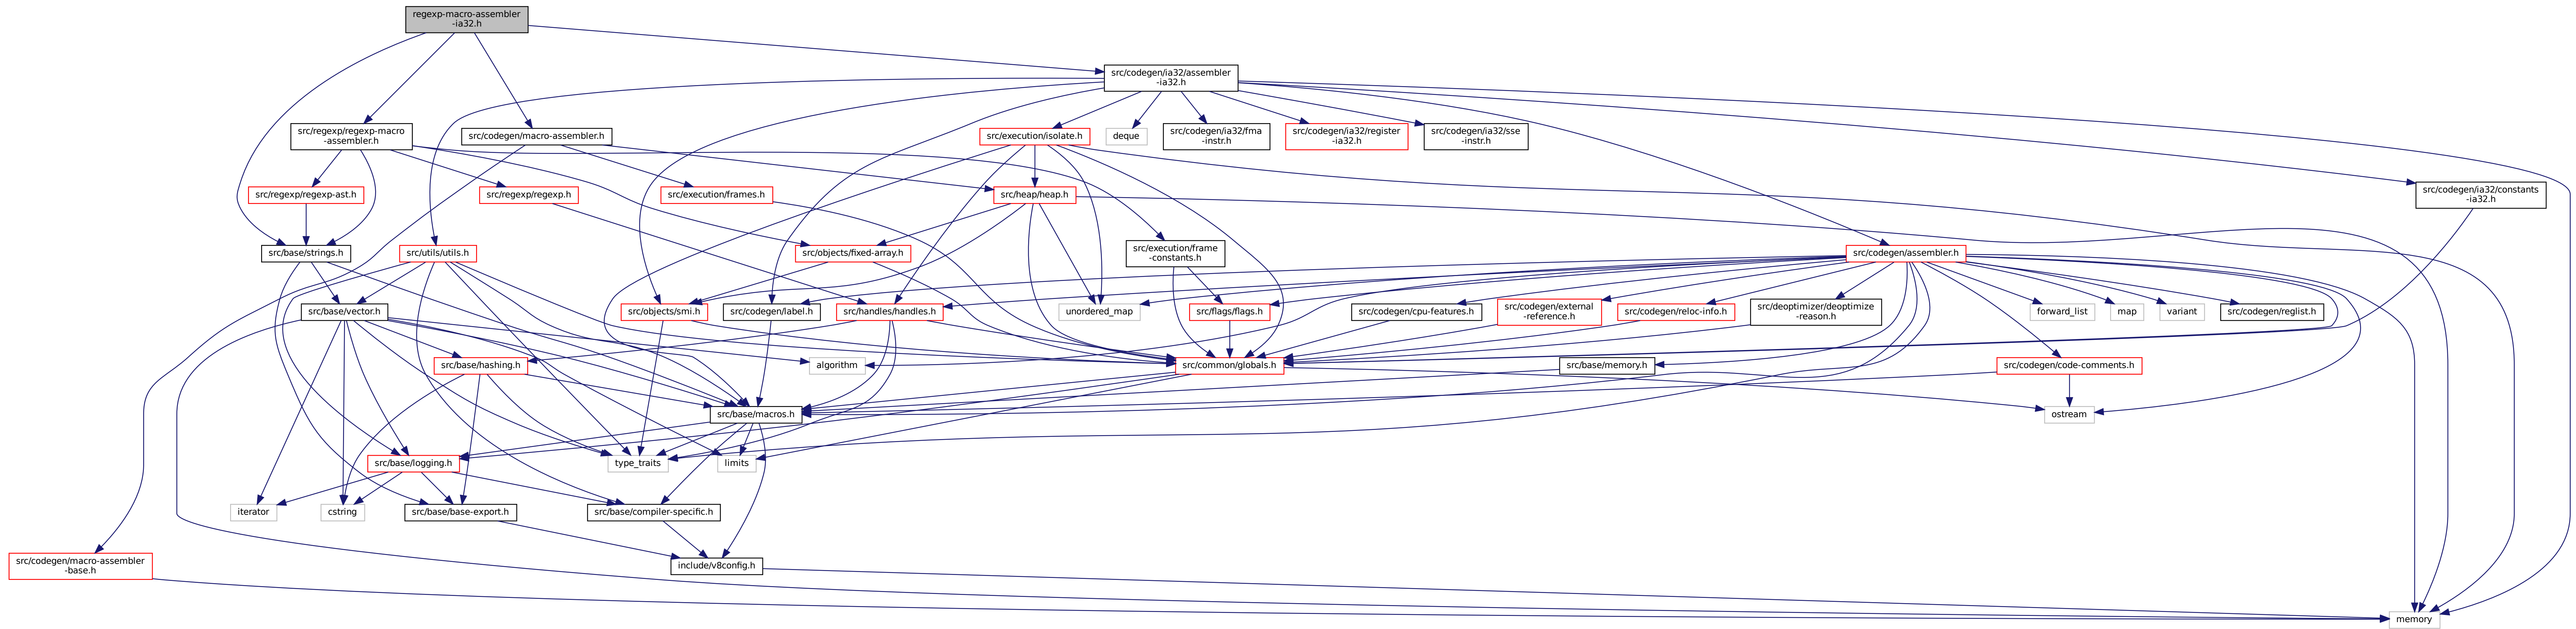 regexp-macro-assembler
-ia32.h
src/codegen/ia32/assembler
-ia32.h
src/regexp/regexp-macro
-assembler.h
src/codegen/macro-assembler.h
src/execution/isolate.h
deque
src/codegen/ia32/fma
-instr.h
src/codegen/ia32/register
-ia32.h
src/codegen/ia32/sse
-instr.h
src/regexp/regexp-ast.h
src/regexp/regexp.h
src/execution/frames.h
src/heap/heap.h
src/codegen/ia32/constants
-ia32.h
src/base/strings.h
src/utils/utils.h
src/objects/fixed-array.h
src/execution/frame
-constants.h
src/codegen/assembler.h
src/base/vector.h
src/objects/smi.h
src/codegen/label.h
src/handles/handles.h
unordered_map
src/flags/flags.h
src/codegen/cpu-features.h
src/codegen/external
-reference.h
src/codegen/reloc-info.h
src/deoptimizer/deoptimize
-reason.h
forward_list
map
variant
src/codegen/reglist.h
src/base/hashing.h
algorithm
src/common/globals.h
src/base/memory.h
src/codegen/code-comments.h
src/base/macros.h
ostream
src/base/logging.h
type_traits
limits
iterator
cstring
src/base/base-export.h
src/base/compiler-specific.h
src/codegen/macro-assembler
-base.h
include/v8config.h
memory